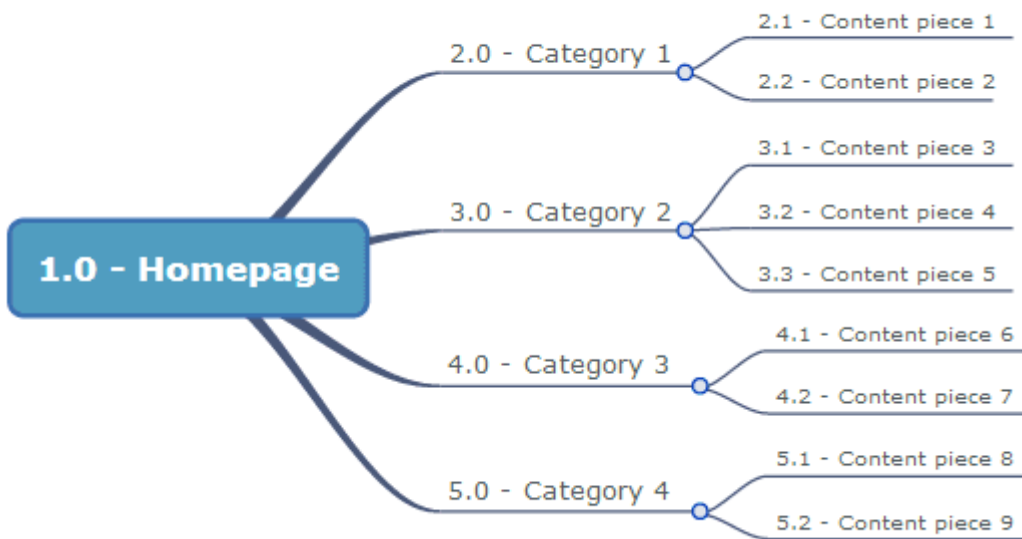 1.0 - Homepage
2.0 - Category 1
2.1 - Content piece 1
2.2 - Content piece 2
3.0 - Category 2
3.1 - Content piece 3
3.2 - Content piece 4
3.3 - Content piece 5
4.0 - Category 3
4.1 - Content piece 6
4.2 - Content piece 7
5.0 - Category 4
5.1 - Content piece 8
5.2 - Content piece 9